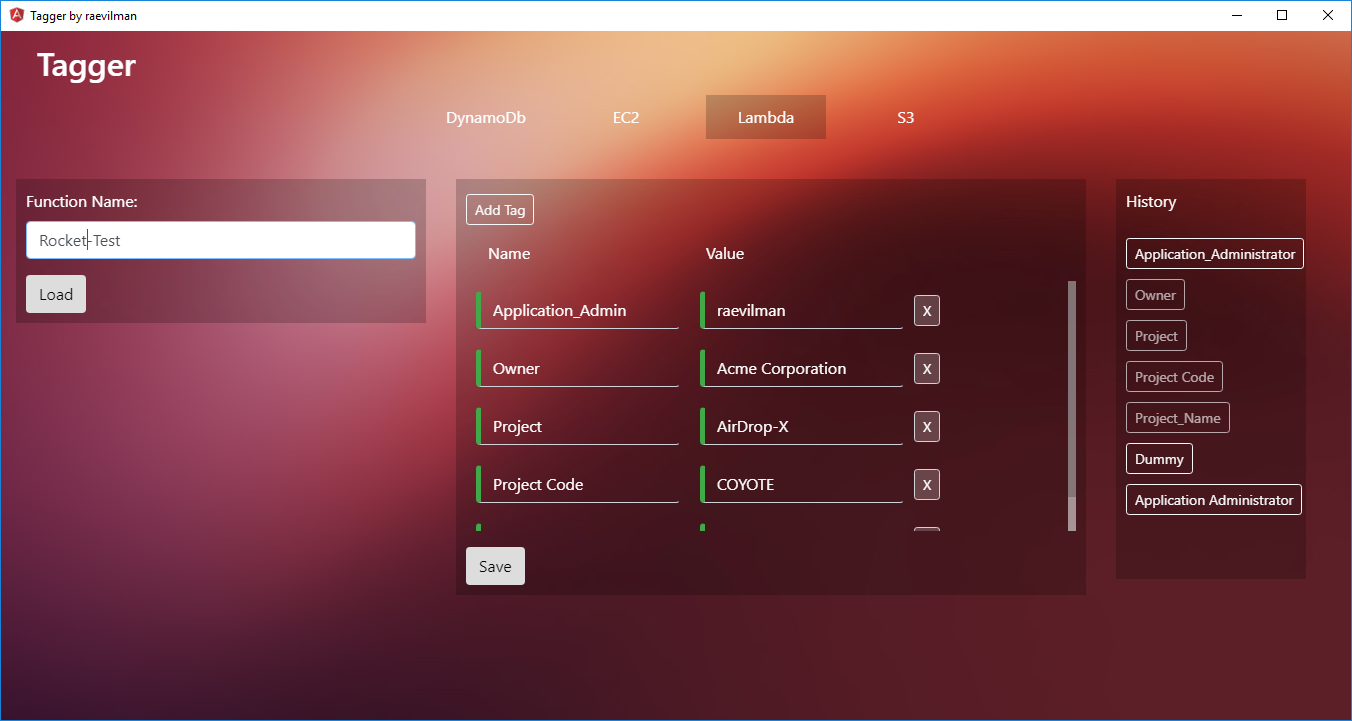 Tagger by raevilman
Tagger
DynamoDb EC2 Lambda S3
Function Name:
Rocket-Test
Load
Add Tag
Name Value
Application_Admin raevilman X
Owner Acme Corporation X
Project AirDrop-X X
Project Code COYOTE X
Save
History
Application_Administrator
Owner
Project
Project Code
Project_Name
Dummy
Application Administrator